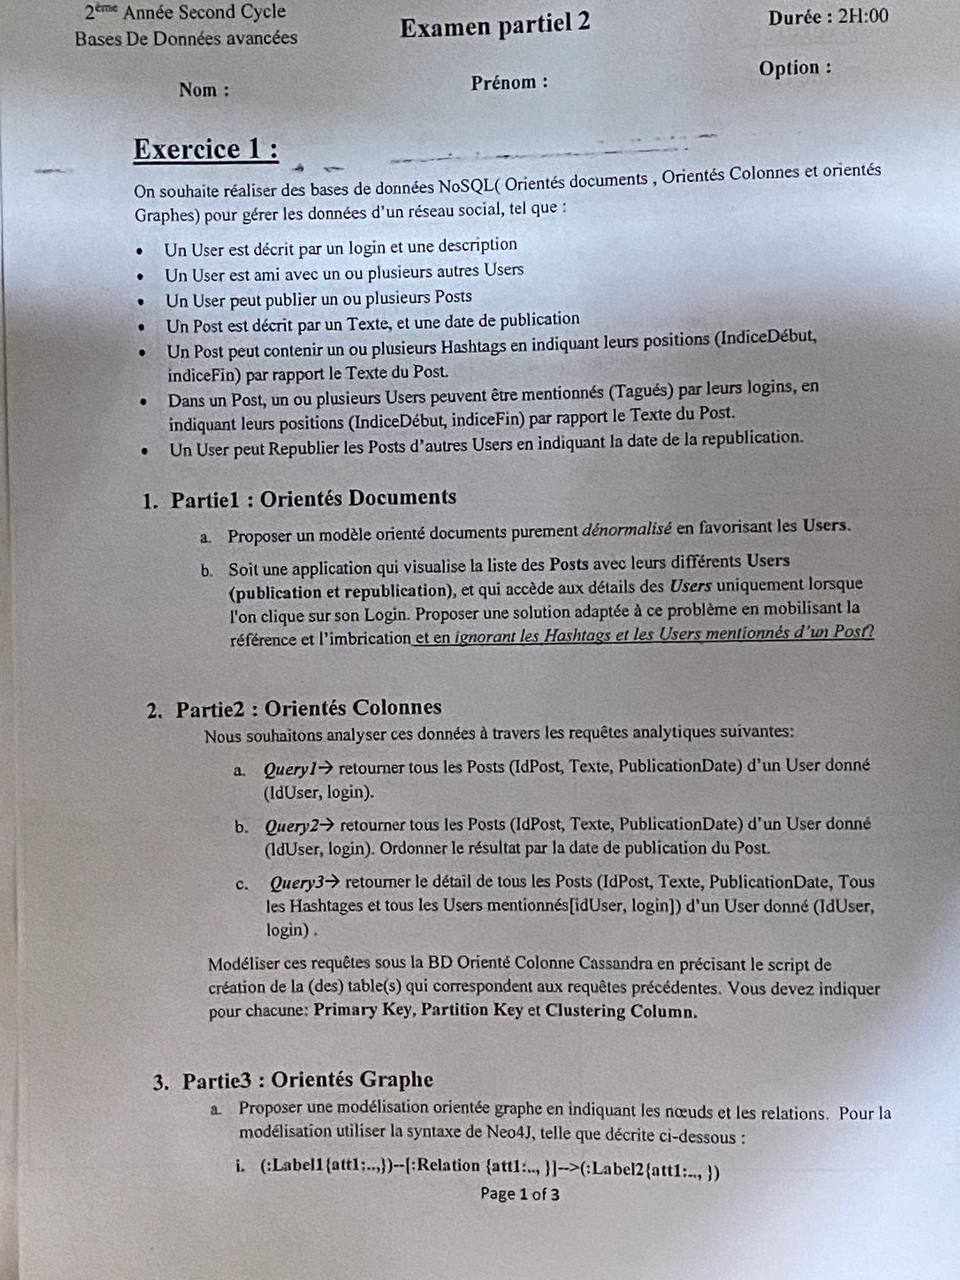 2ème Année Second Cycle
Bases De Données avancées
Examen partiel 2
Durée : 2H:00
Nom :
Prénom :
Option :
Exercice 1 :
On souhaite réaliser des bases de données NoSQL( Orientés documents , Orientés Colonnes et orientés
Graphes) pour gérer les données d'un réseau social, tel que :
• Un User est décrit par un login et une description
• Un User est ami avec un ou plusieurs autres Users
• Un User peut publier un ou plusieurs Posts
• Un Post est décrit par un Texte, et une date de publication
• Un Post peut contenir un ou plusieurs Hashtags en indiquant leurs positions (IndiceDébut,
indiceFin) par rapport le Texte du Post.
• Dans un Post, un ou plusieurs Users peuvent être mentionnés (Tagués) par leurs logins, en
indiquant leurs positions (IndiceDébut, indiceFin) par rapport le Texte du Post.
• Un User peut Republier les Posts d'autres Users en indiquant la date de la republication.
1. Partie1 : Orientés Documents
a. Proposer un modèle orienté documents purement dénormalisé en favorisant les Users.
b. Soit une application qui visualise la liste des Posts avec leurs différents Users
(publication et republication), et qui accède aux détails des Users uniquement lorsque
l'on clique sur son Login. Proposer une solution adaptée à ce problème en mobilisant la
référence et l'imbrication et en ignorant les Hashtags et les Users mentionnés d'un Post?
2. Partie2 : Orientés Colonnes
Nous souhaitons analyser ces données à travers les requêtes analytiques suivantes:
a. Query1→ retourner tous les Posts (IdPost, Texte, PublicationDate) d'un User donné
(IdUser, login).
b. Query2→ retourner tous les Posts (IdPost, Texte, PublicationDate) d'un User donné
(IdUser, login). Ordonner le résultat par la date de publication du Post.
c. Query3→ retourner le détail de tous les Posts (IdPost, Texte, PublicationDate, Tous
les Hashtages et tous les Users mentionnés[idUser, login]) d'un User donné (IdUser,
login) .
Modéliser ces requêtes sous la BD Orienté Colonne Cassandra en précisant le script de
création de la (des) table(s) qui correspondent aux requêtes précédentes. Vous devez indiquer
pour chacune: Primary Key, Partition Key et Clustering Column.
3. Partie3 : Orientés Graphe
a. Proposer une modélisation orientée graphe en indiquant les nœuds et les relations. Pour la
modélisation utiliser la syntaxe de Neo4J, telle que décrite ci-dessous :
i. (:Label1{att1:..,})--[:Relation {att1:.., }]-->(:Label2{att1:.., })
Page 1 of 3